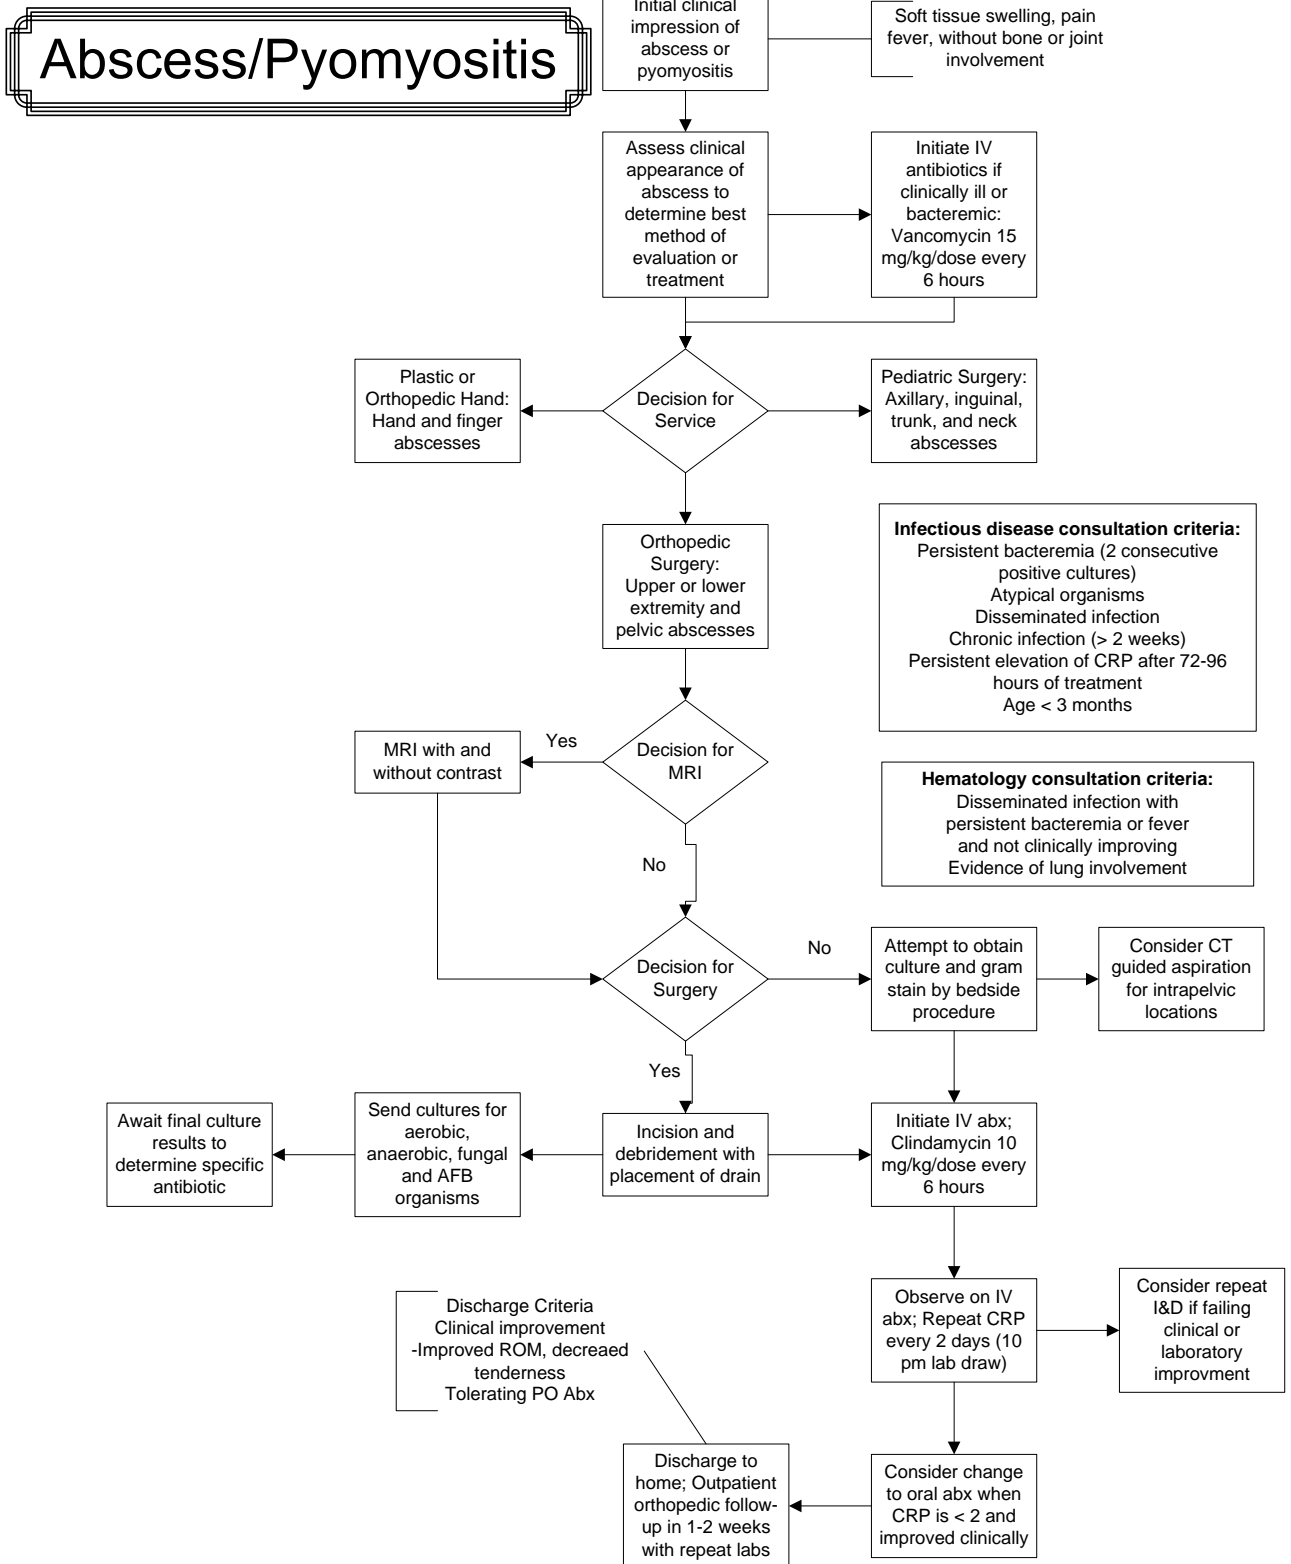 Abscess/Pyomyositis
Initial clinical
impression of
abscess or
pyomyositis
Soft tissue swelling, pain
fever, without bone or joint
involvement
Assess clinical
appearance of
abscess to
determine best
method of
evaluation or
treatment
Initiate IV
antibiotics if
clinically ill or
bacteremic:
Vancomycin 15
mg/kg/dose every
6 hours
Plastic or
Orthopedic Hand:
Hand and finger
abscesses
Decision for
Service
Pediatric Surgery:
Axillary, inguinal,
trunk, and neck
abscesses
Orthopedic
Surgery:
Upper or lower
extremity and
pelvic abscesses
Infectious disease consultation criteria:
Persistent bacteremia (2 consecutive
positive cultures)
Atypical organisms
Disseminated infection
Chronic infection (> 2 weeks)
Persistent elevation of CRP after 72-96
hours of treatment
Age < 3 months
MRI with and
without contrast
Yes
Decision for
MRI
No
Hematology consultation criteria:
Disseminated infection with
persistent bacteremia or fever
and not clinically improving
Evidence of lung involvement
Decision for
Surgery
No
Yes
Attempt to obtain
culture and gram
stain by bedside
procedure
Consider CT
guided aspiration
for intrapelvic
locations
Await final culture
results to
determine specific
antibiotic
Send cultures for
aerobic,
anaerobic, fungal
and AFB
organisms
Incision and
debridement with
placement of drain
Initiate IV abx;
Clindamycin 10
mg/kg/dose every
6 hours
Discharge Criteria
Clinical improvement
-Improved ROM, decreaed
tenderness
Tolerating PO Abx
Observe on IV
abx; Repeat CRP
every 2 days (10
pm lab draw)
Consider repeat
I&D if failing
clinical or
laboratory
improvment
Discharge to
home; Outpatient
orthopedic follow-
up in 1-2 weeks
with repeat labs
Consider change
to oral abx when
CRP is < 2 and
improved clinically